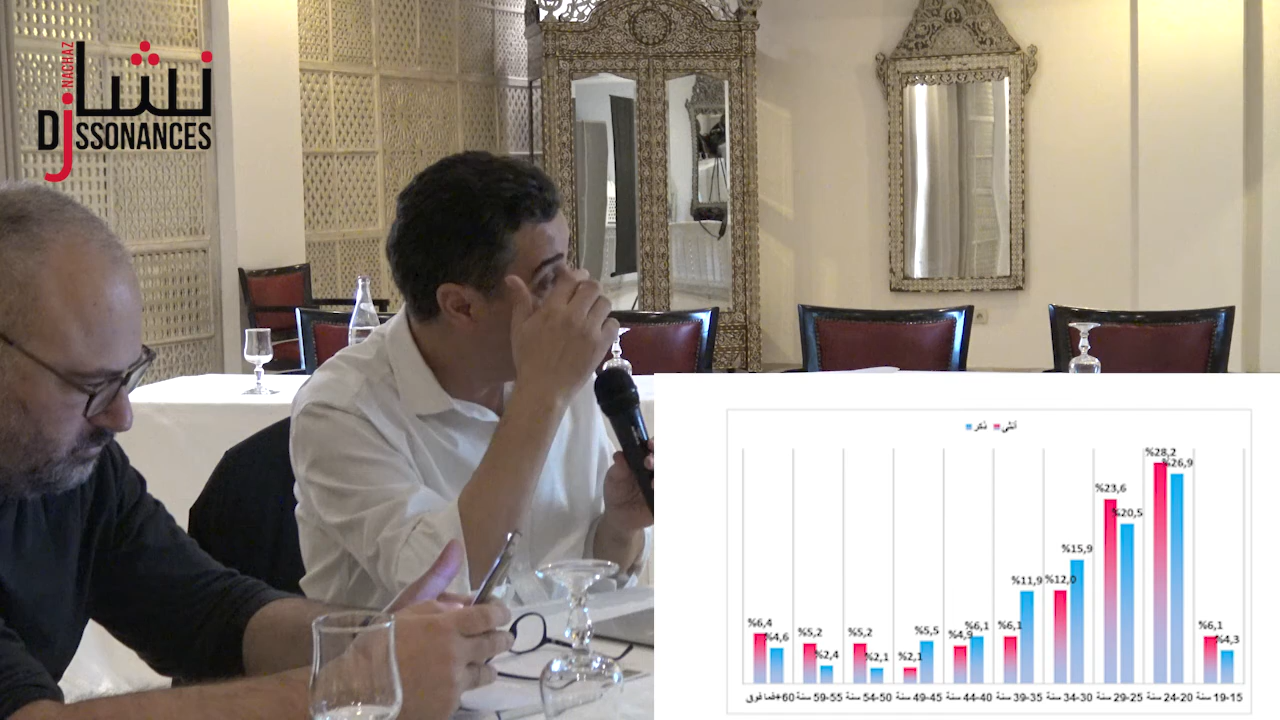 نشاز
NACHAZ
DjSSONANCES
ذكر أنثى
%6,4 %4,6
%5,2 %2,4
%5,2 %2,1
%2,1 %5,5
%4,9 %6,1
%6,1 %11,9
%12,0 %15,9
%23,6 %20,5
%28,2 %26,9
%6,1 %4,3
60+فما فوق
55-59 سنة
50-54 سنة
45-49 سنة
40-44 سنة
35-39 سنة
30-34 سنة
25-29 سنة
20-24 سنة
15-19 سنة